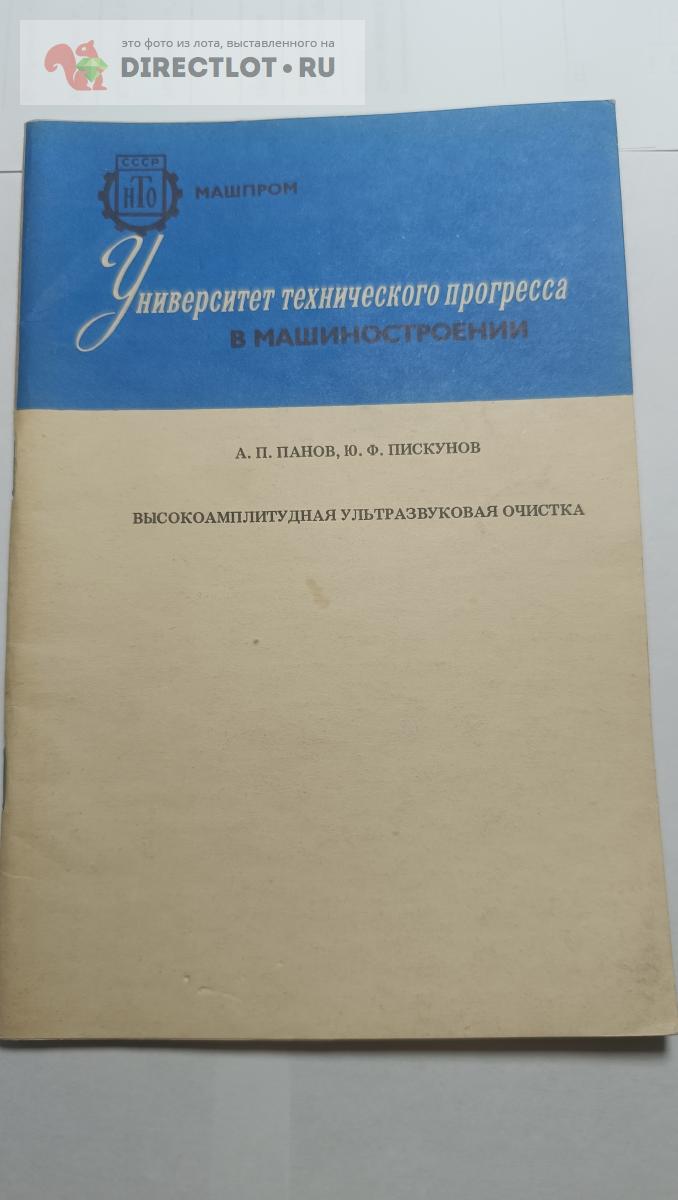 это фото из лота, выставленного на
DIRECTLOT•RU
СССР
НТО
МАШПРОМ
Университет технического прогресса
В МАШИНОСТРОЕНИИ
А. П. ПАНОВ, Ю. Ф. ПИСКУНОВ
ВЫСОКОАМПЛИТУДНАЯ УЛЬТРАЗВУКОВАЯ ОЧИСТКА